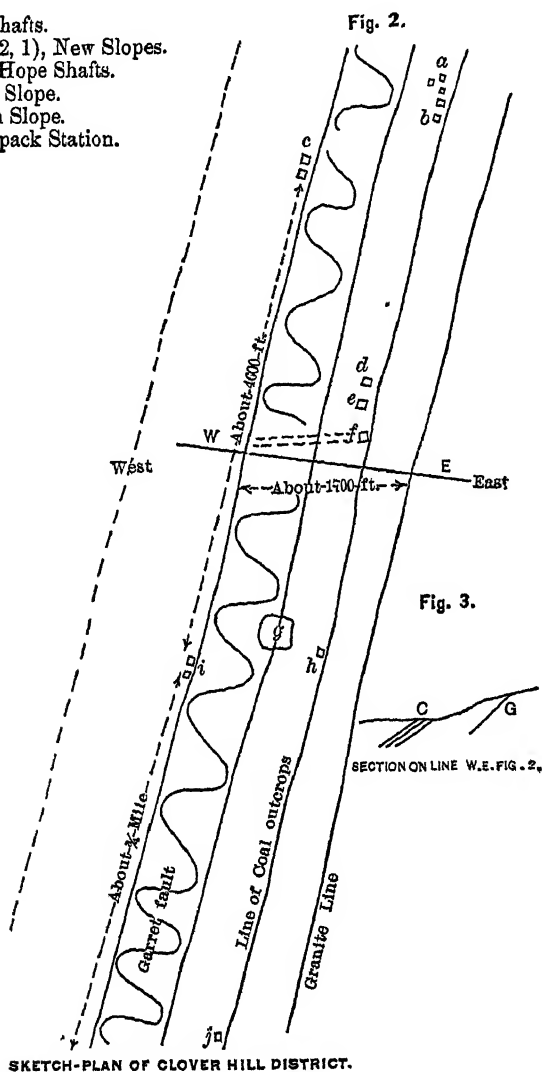 hafts.
2, 1), New Slopes.
Hope Shafts.
Slope.
Slope.
pack Station.
Fig. 2.
a
b
c
d
e
f
About 4600 ft.
W
E
West
East
About 1700 ft.
Fig. 3.
g
h
i
C
G
SECTION ON LINE W.E. FIG. 2.
About ¾ Mile
Garret fault
Line of Coal outcrops
Granite Line
j
SKETCH-PLAN OF CLOVER HILL DISTRICT.